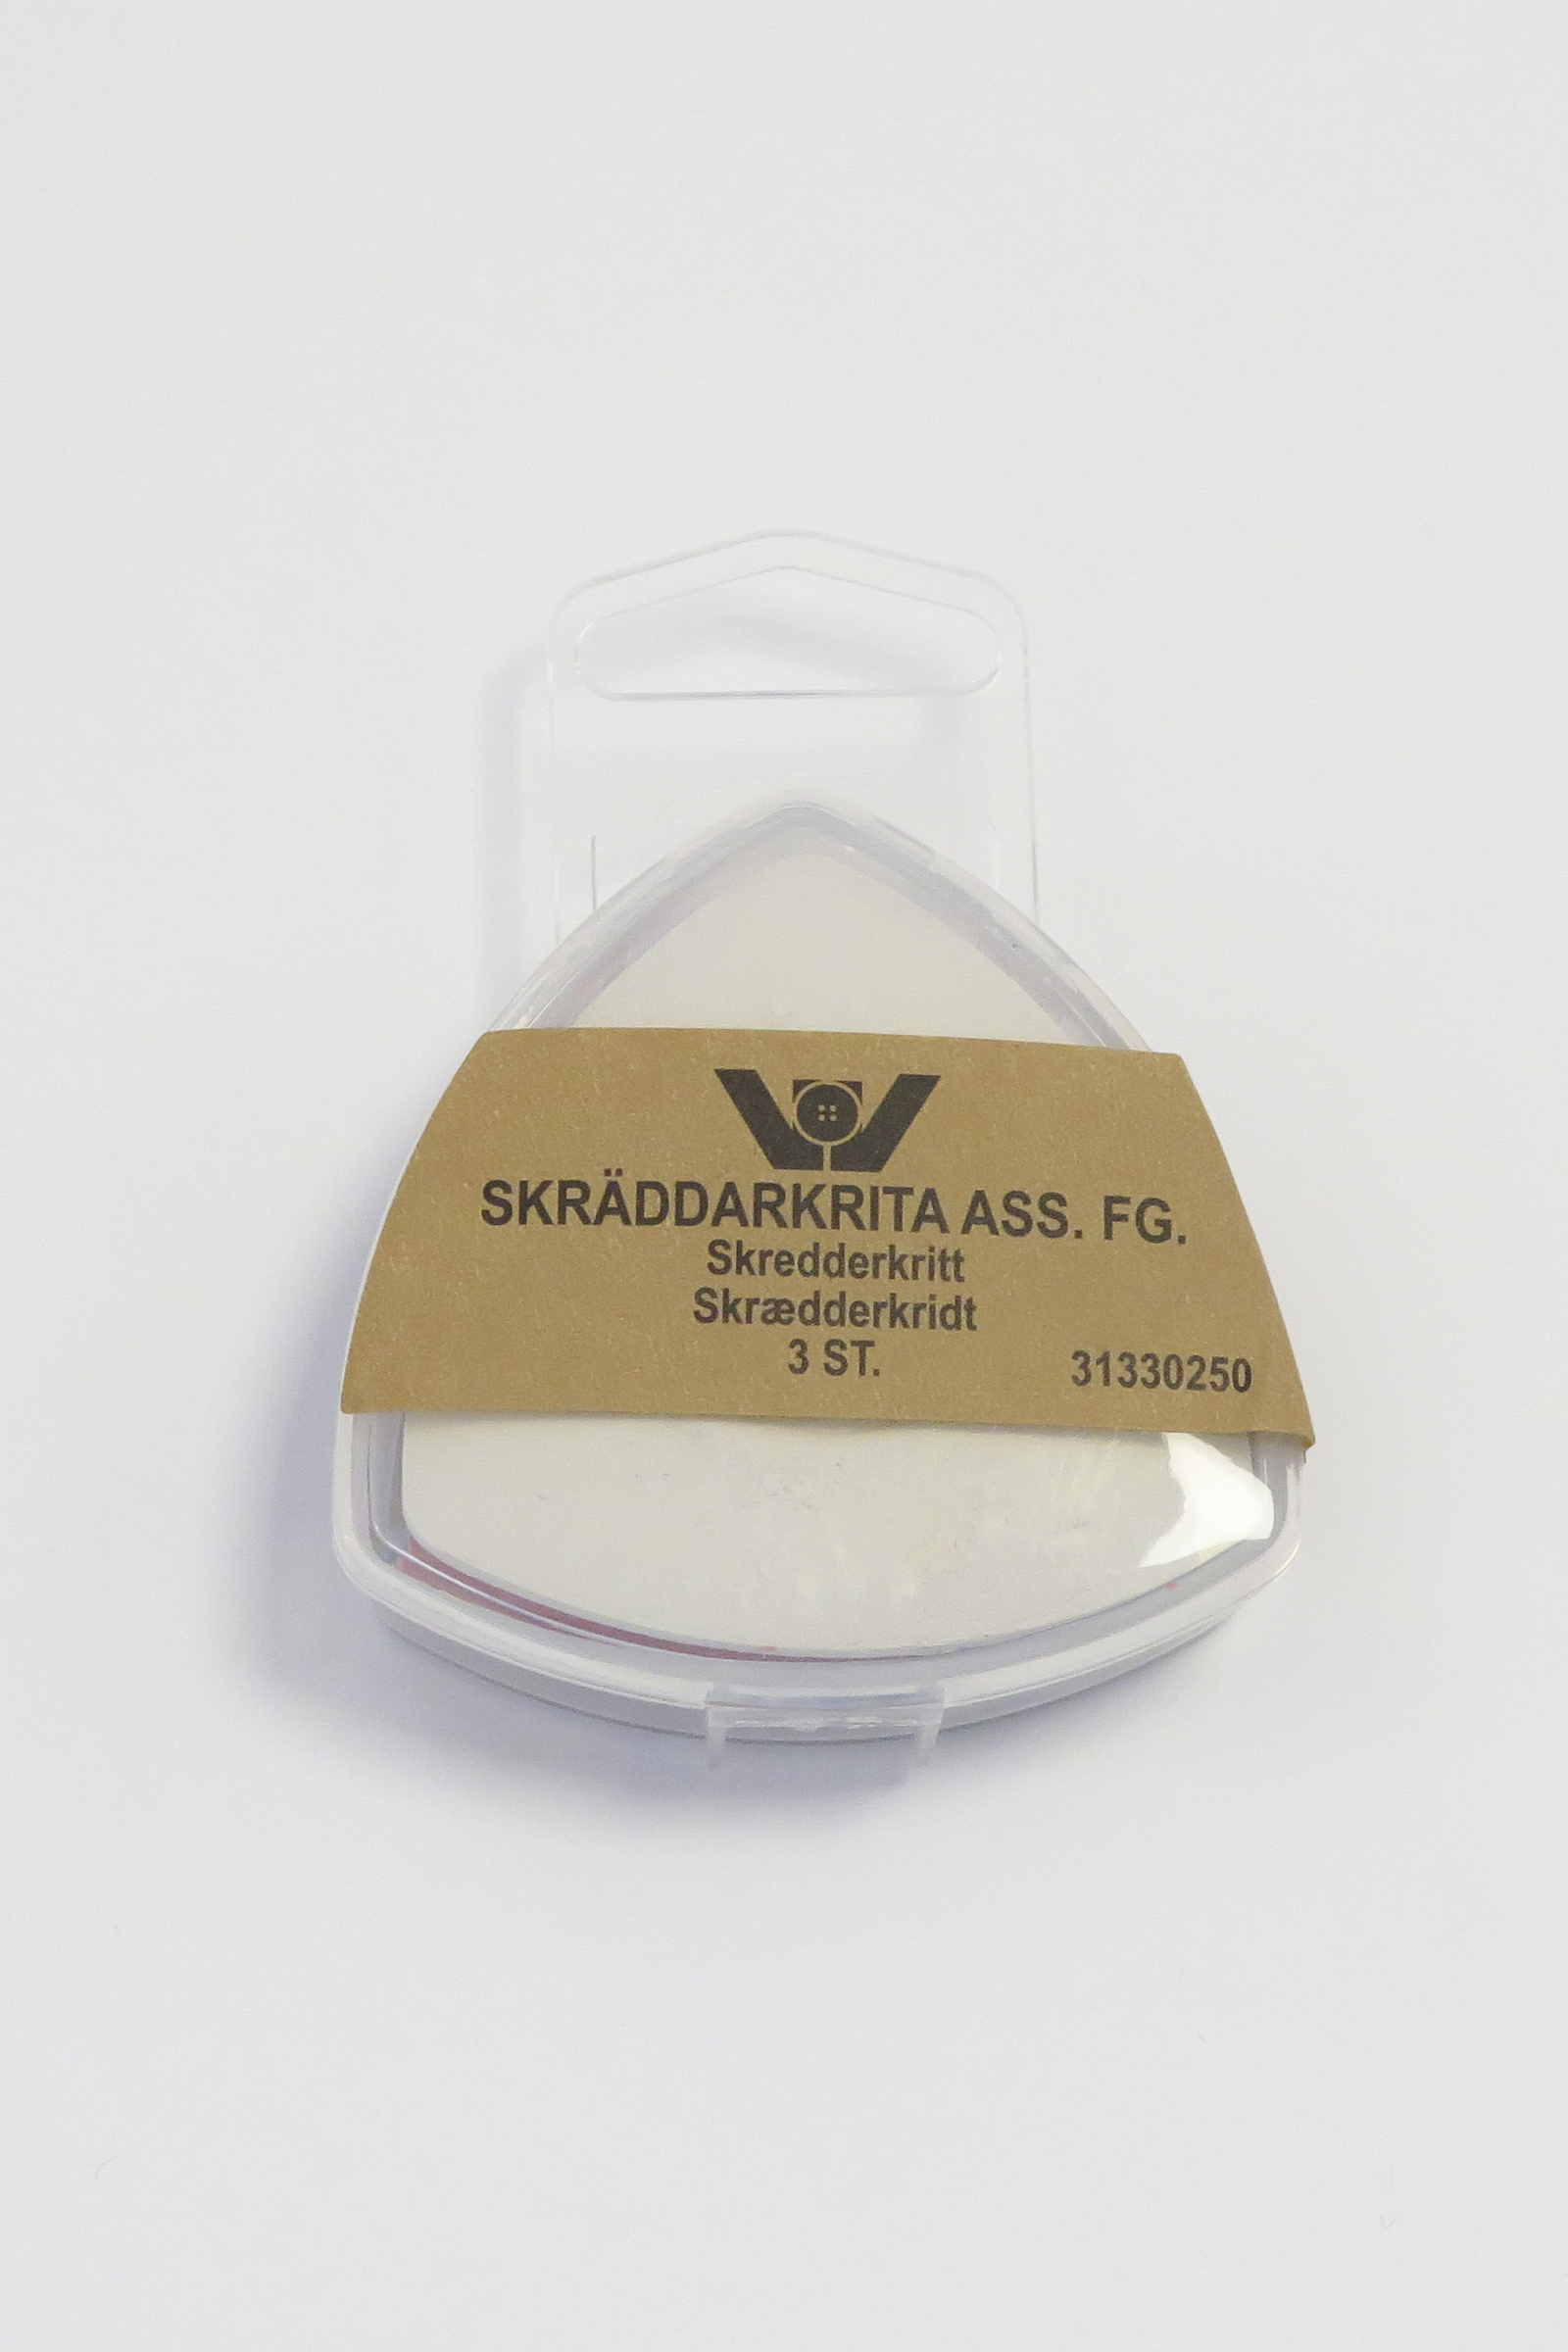 SKRÄDDARKRITA ASS. FG.
Skredderkritt
Skrædderkridt
3 ST.
31330250